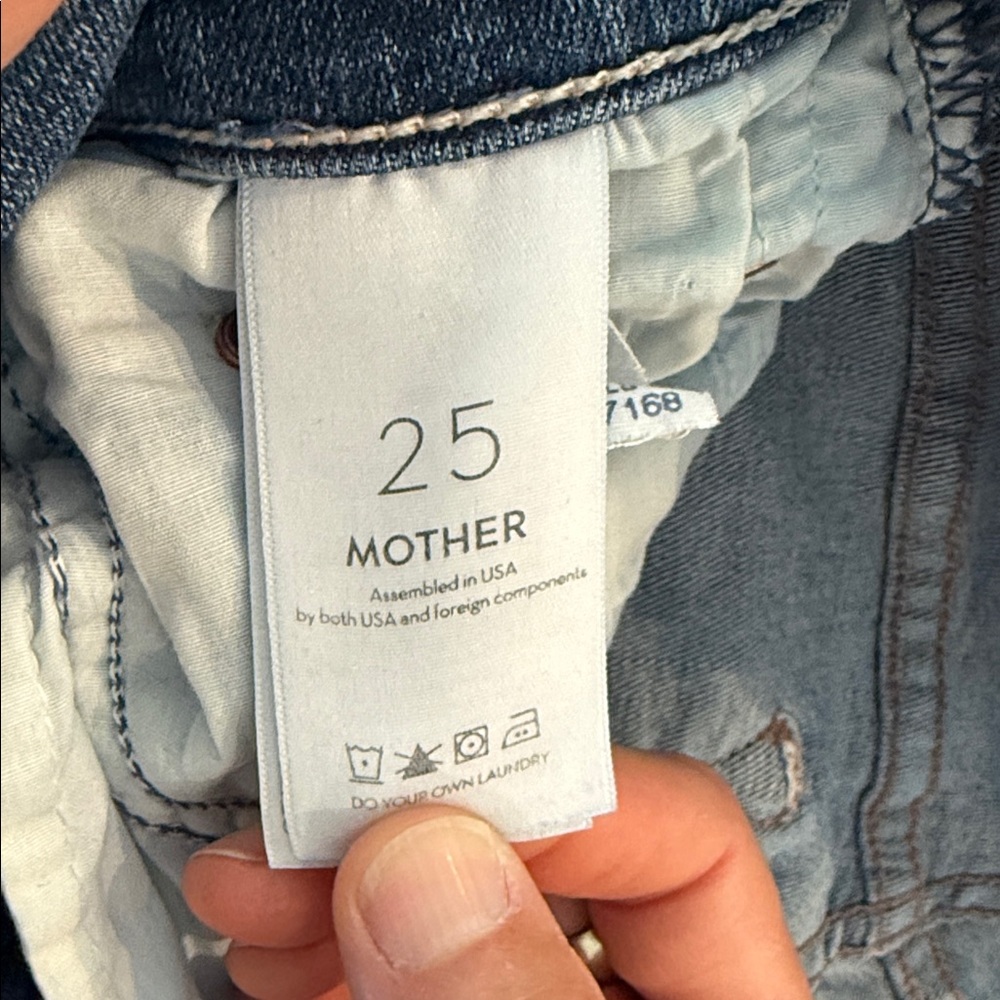 25
MOTHER
Assembled in USA
by both USA and foreign components
DO YOUR OWN LAUNDRY
7168